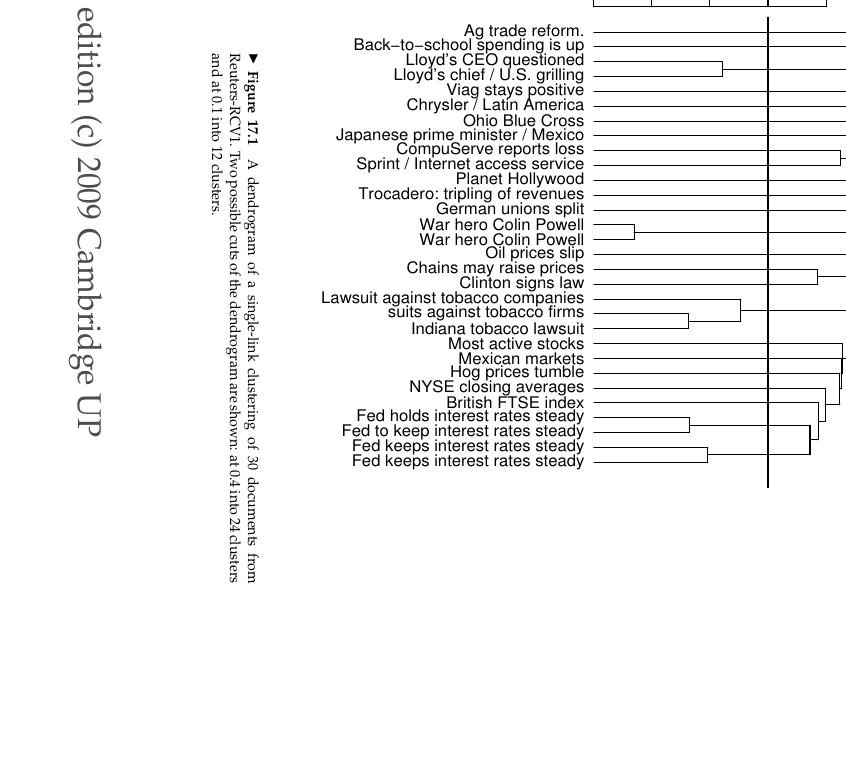 Ag trade reform.
Back−to−school spending is up
Lloyd's CEO questioned
Lloyd's chief / U.S. grilling
Viag stays positive
Chrysler / Latin America
Ohio Blue Cross
Japanese prime minister / Mexico
CompuServe reports loss
Sprint / Internet access service
Planet Hollywood
Trocadero: tripling of revenues
German unions split
War hero Colin Powell
War hero Colin Powell
Oil prices slip
Chains may raise prices
Clinton signs law
Lawsuit against tobacco companies
suits against tobacco firms
Indiana tobacco lawsuit
Most active stocks
Mexican markets
Hog prices tumble
NYSE closing averages
British FTSE index
Fed holds interest rates steady
Fed to keep interest rates steady
Fed keeps interest rates steady
Fed keeps interest rates steady
► Figure 17.1 A dendrogram of a single-link clustering of 30 documents from
Reuters-RCV1. Two possible cuts of the dendrogram are shown: at 0.4 into 24 clusters
and at 0.1 into 12 clusters.
edition (c) 2009 Cambridge UP